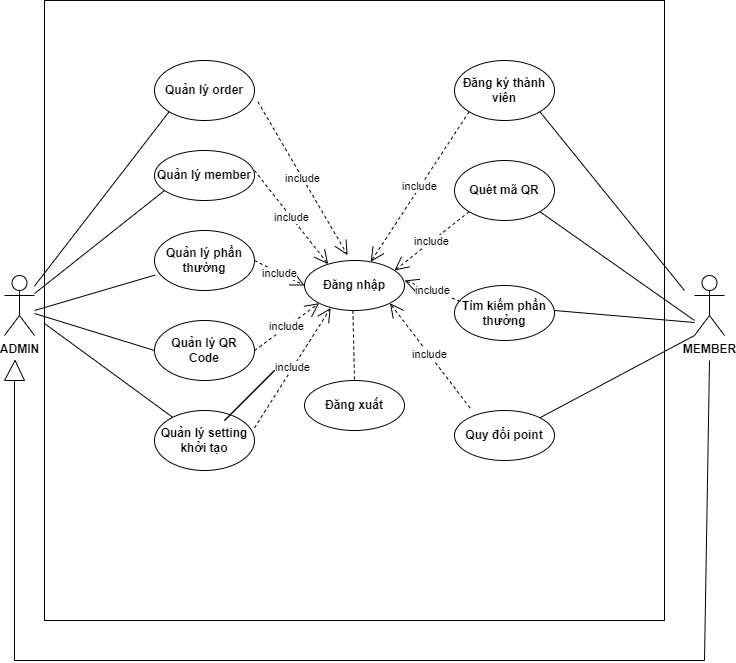 Quản lý order
Đăng ký thành
viên
include
include
Quản lý member
Quét mã QR
include
include
Quản lý phần
thưởng
include
Đăng nhập
include
Tìm kiếm phần
thưởng
ADMIN
MEMBER
Quản lý QR
Code
include
include
include
Đăng xuất
Quản lý setting
khởi tạo
Quy đổi point